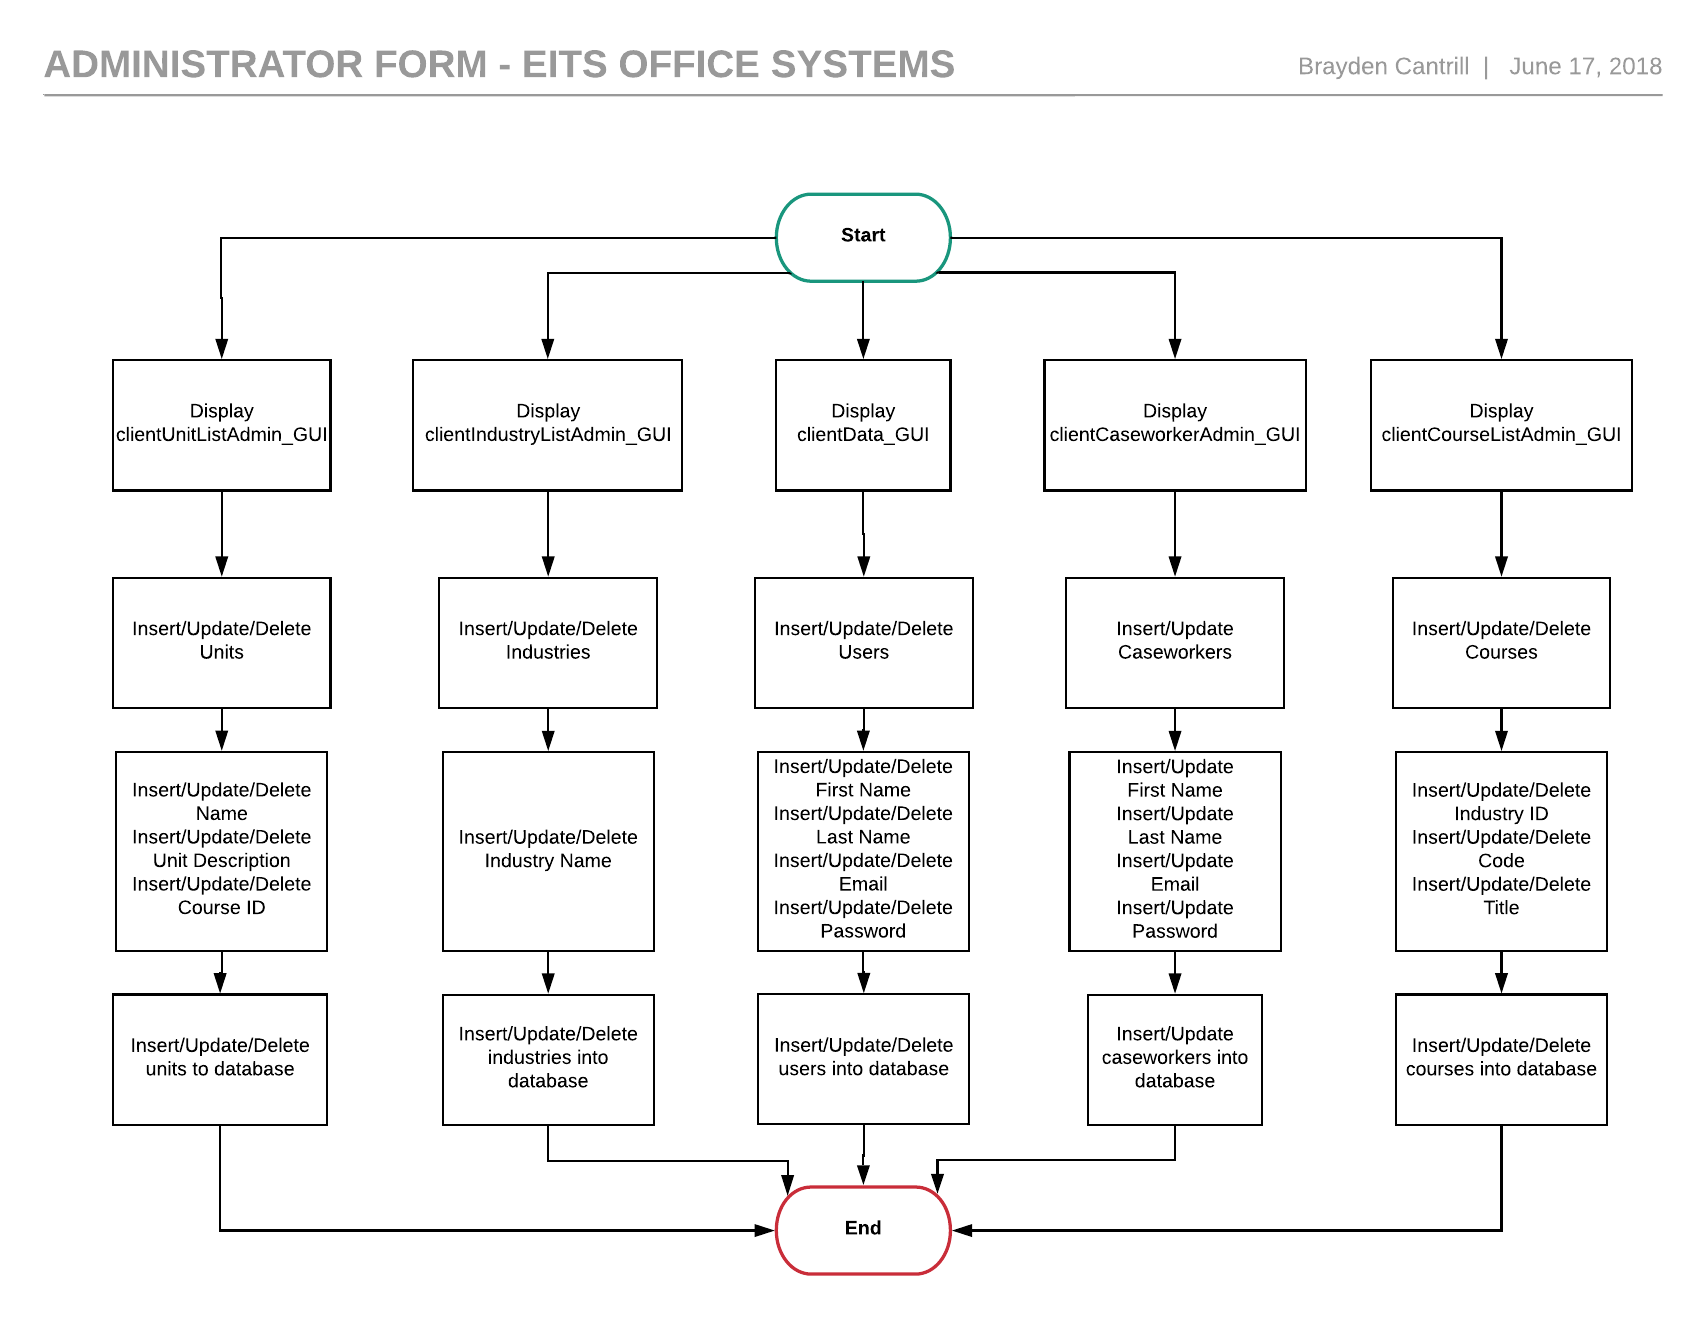 ADMINISTRATOR FORM - EITS OFFICE SYSTEMS
Brayden Cantrill | June 17, 2018
Start
Display
clientUnitListAdmin_GUI
Display
clientIndustryListAdmin_GUI
Display
clientData_GUI
Display
clientCaseworkerAdmin_GUI
Display
clientCourseListAdmin_GUI
Insert/Update/Delete
Units
Insert/Update/Delete
Industries
Insert/Update/Delete
Users
Insert/Update
Caseworkers
Insert/Update/Delete
Courses
Insert/Update/Delete
Name
Insert/Update/Delete
Unit Description
Insert/Update/Delete
Course ID
Insert/Update/Delete
Industry Name
Insert/Update/Delete
First Name
Insert/Update/Delete
Last Name
Insert/Update/Delete
Email
Insert/Update/Delete
Password
Insert/Update
First Name
Insert/Update
Last Name
Insert/Update
Email
Insert/Update
Password
Insert/Update/Delete
Industry ID
Insert/Update/Delete
Code
Insert/Update/Delete
Title
Insert/Update/Delete
units to database
Insert/Update/Delete
industries into
database
Insert/Update/Delete
users into database
Insert/Update
caseworkers into
database
Insert/Update/Delete
courses into database
End